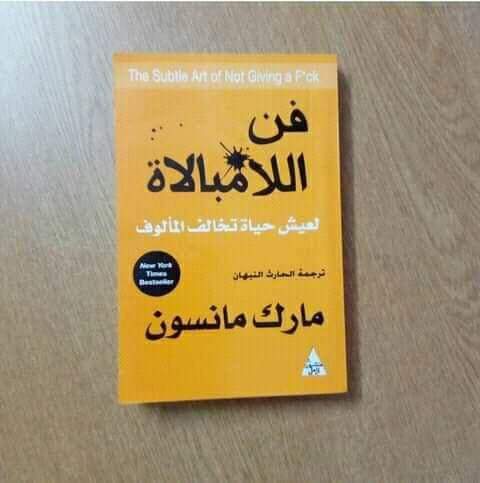 The Subtle Art of Not Giving a F*ck
فن
اللامبالاة
لعيش حياة تخالف المألوف
New York
Times
Bestseller
ترجمة الحارث النبهان
مارك مانسون